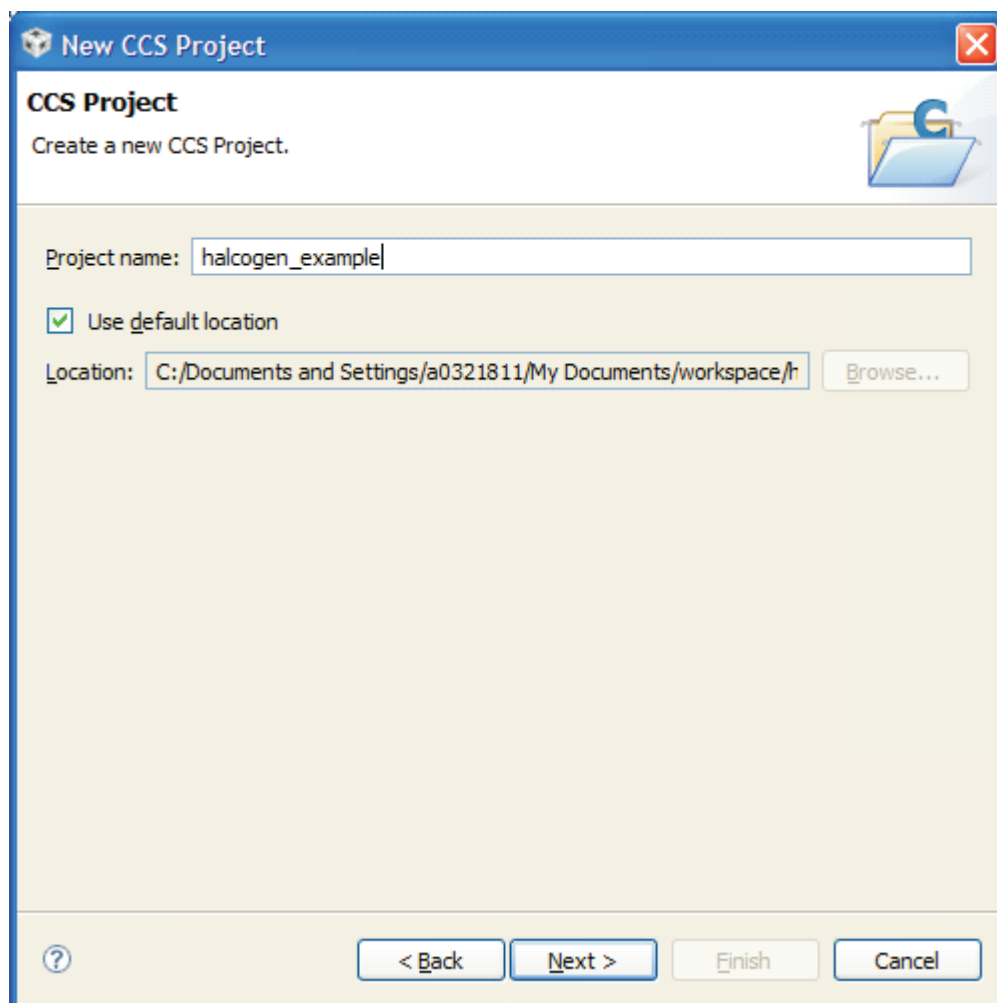 New CCS Project
CCS Project
Create a new CCS Project.
Project name: halcogen_example
Use default location
Location: C:/Documents and Settings/a0321811/My Documents/workspace/h Browse...
? < Back Next > Finish Cancel